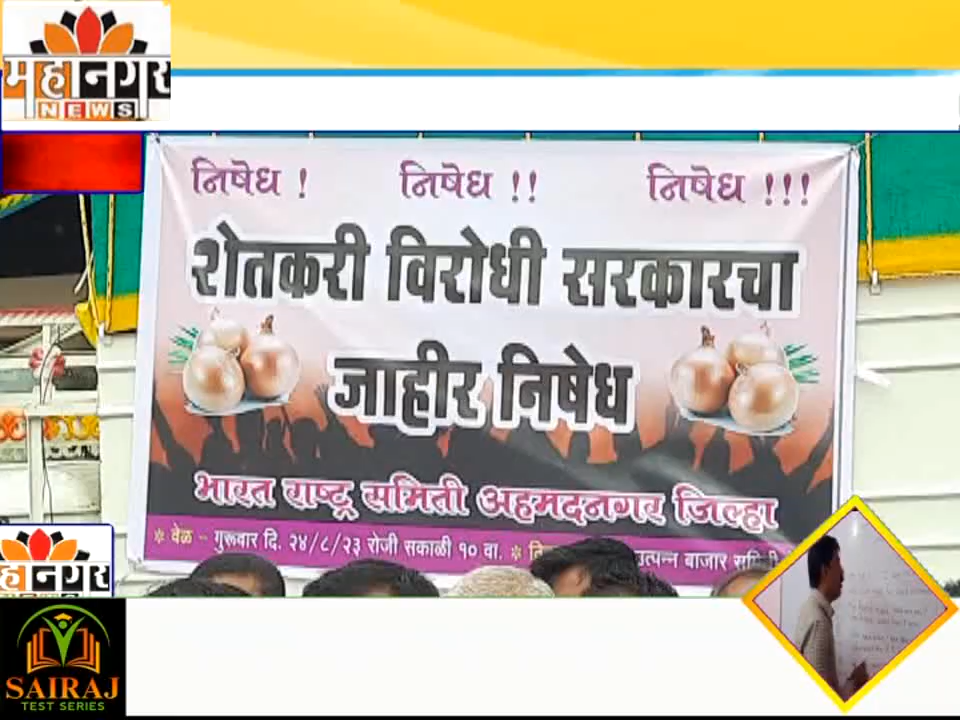 महानगर
NEWS
निषेध ! निषेध !! निषेध !!!
शेतकरी विरोधी सरकारचा
जाहीर निषेध
भारत राष्ट्र समिती अहमदनगर जिल्हा
* वेळ - गुरूवार दि. २४/८/२३ रोजी सकाळी १० वा. * उत्पन्न बाजार समिती
हानगर
SAIRAJ
TEST SERIES